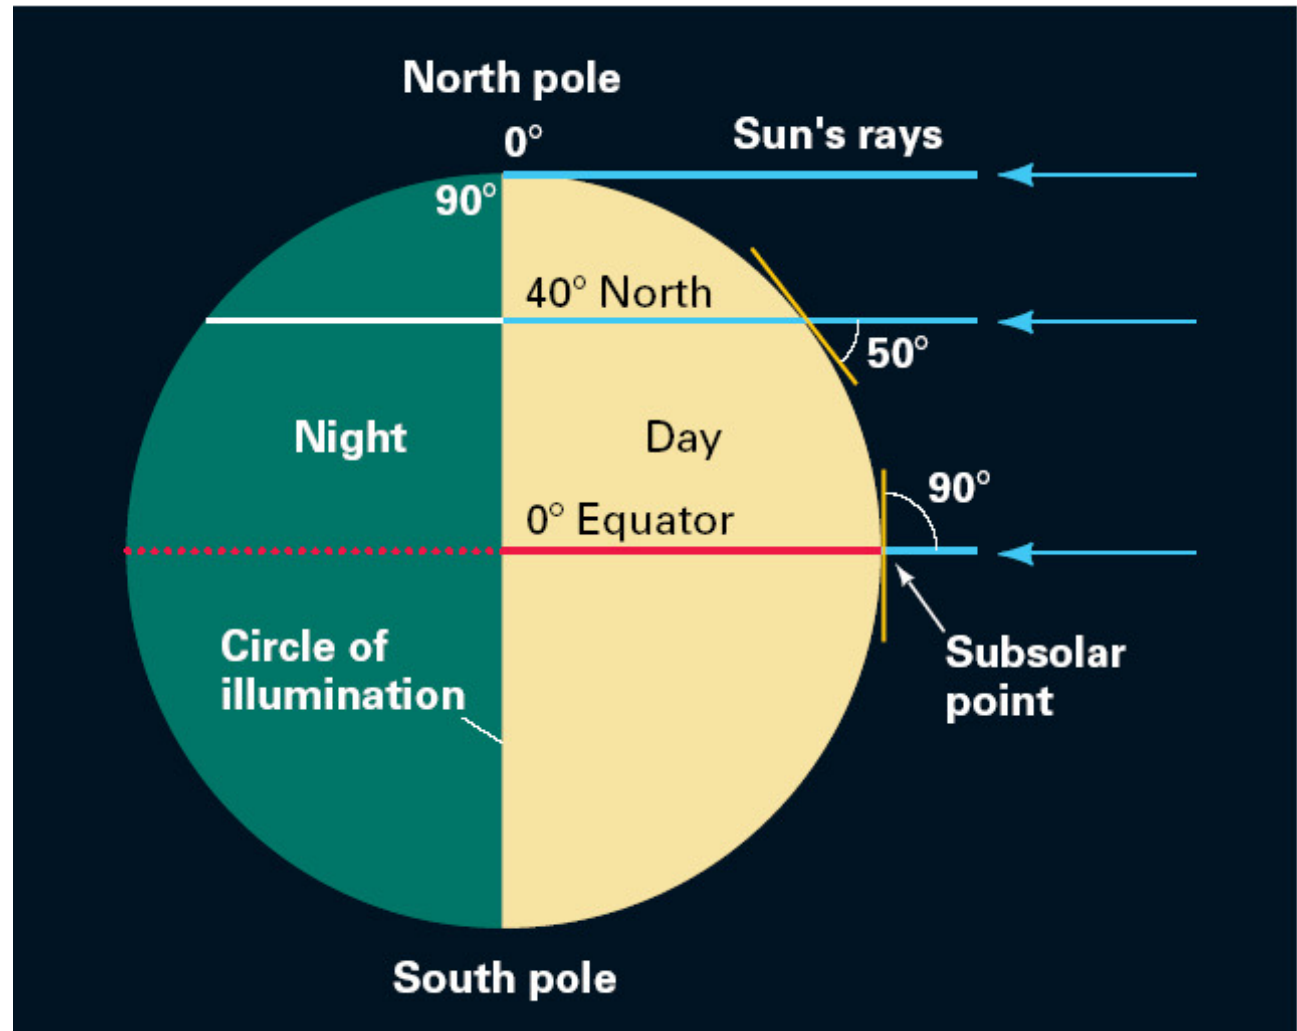 North pole
0°
Sun's rays
90°
40° North
50°
Night
Day
90°
0° Equator
Circle of
illumination
Subsolar
point
South pole